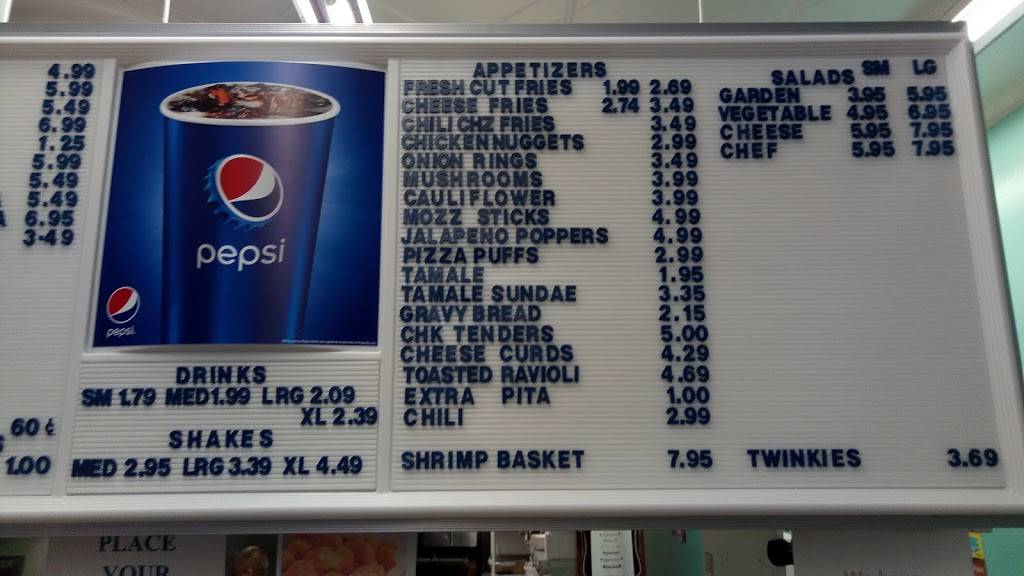 4.99
5.99
5.49
6.99
1.25
5.99
5.49
5.49
A 6.95
3.49
60¢
S
1.00
pepsi
pepsi
DRINKS
SM 1.79 MED 1.99 LRG 2.09
XL 2.39
SHAKES
MED 2.95 LRG 3.39 XL 4.49
APPETIZERS
FRESH CUT FRIES 1.99 2.69
CHEESE FRIES 2.74 3.49
CHILI CHZ FRIES 3.49
CHICKEN NUGGETS 2.99
ONION RINGS 3.49
MUSHROOMS 3.99
CAULIFLOWER 3.99
MOZZ STICKS 4.99
JALAPENO POPPERS 4.99
PIZZA PUFFS 2.99
TAMALE 1.95
TAMALE SUNDAE 3.35
GRAVY BREAD 2.15
CHK TENDERS 5.00
CHEESE CURDS 4.29
TOASTED RAVIOLI 4.69
EXTRA PITA 1.00
CHILI 2.99
SHRIMP BASKET 7.95
SALADS SM LG
GARDEN 3.95 5.95
VEGETABLE 4.95 6.95
CHEESE 5.95 7.95
CHEF 5.95 7.95
TWINKIES 3.69
PLACE
YOUR